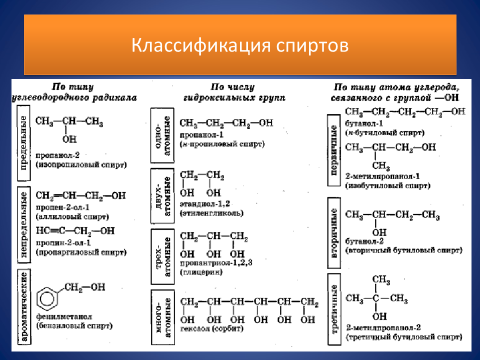 Классификация спиртов
По типу
углеводородного радикала
предельные
CH₃—CH—CH₃
OH
пропанол-2
(изопропиловый спирт)
непредельные
CH₂=CH—CH₂—OH
пропен-2-ол-1
(аллиловый спирт)
HC≡C—CH₂—OH
пропин-2-ол-1
(пропаргиловый спирт)
ароматические
CH₂—OH
фенилметанол
(бензиловый спирт)
По числу
гидроксильных групп
одно-
атомные
CH₃—CH₂—CH₂—OH
пропанол-1
(н-пропиловый спирт)
двух-
атомные
CH₂—CH₂
OH OH
этандиол-1,2
(этиленгликоль)
трех-
атомные
CH₂—CH—CH₂
OH OH OH
пропантриол-1,2,3
(глицерин)
много-
атомные
CH₂—CH—CH—CH—CH—CH₂
OH OH OH OH OH OH
гексаол (сорбит)
По типу атома углерода,
связанного с группой —OH
первичные
CH₃—CH₂—CH₂—CH₂—OH
бутанол-1
(н-бутиловый спирт)
CH₃—CH—CH₂—OH
CH₃
2-метилпропанол-1
(изобутиловый спирт)
вторичные
CH₃—CH—CH₂—CH₃
OH
бутанол-2
(вторичный бутиловый спирт)
третичные
CH₃
CH₃—C—CH₃
OH
2-метилпропанол-2
(третичный бутиловый спирт)